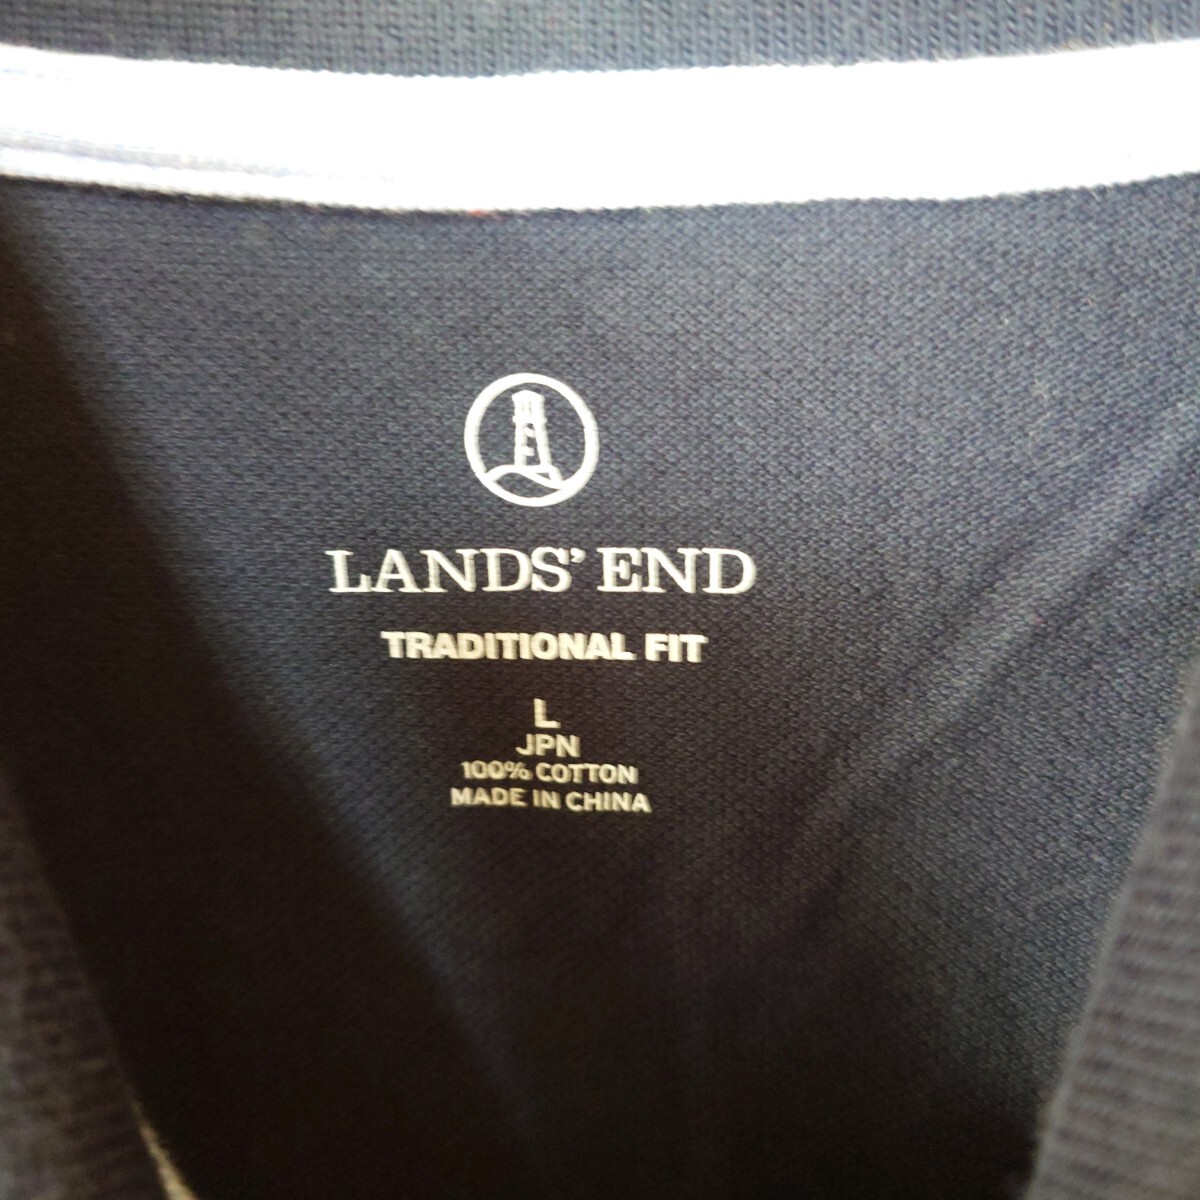 LANDS’ END
TRADITIONAL FIT
L
JPN
100% COTTON
MADE IN CHINA